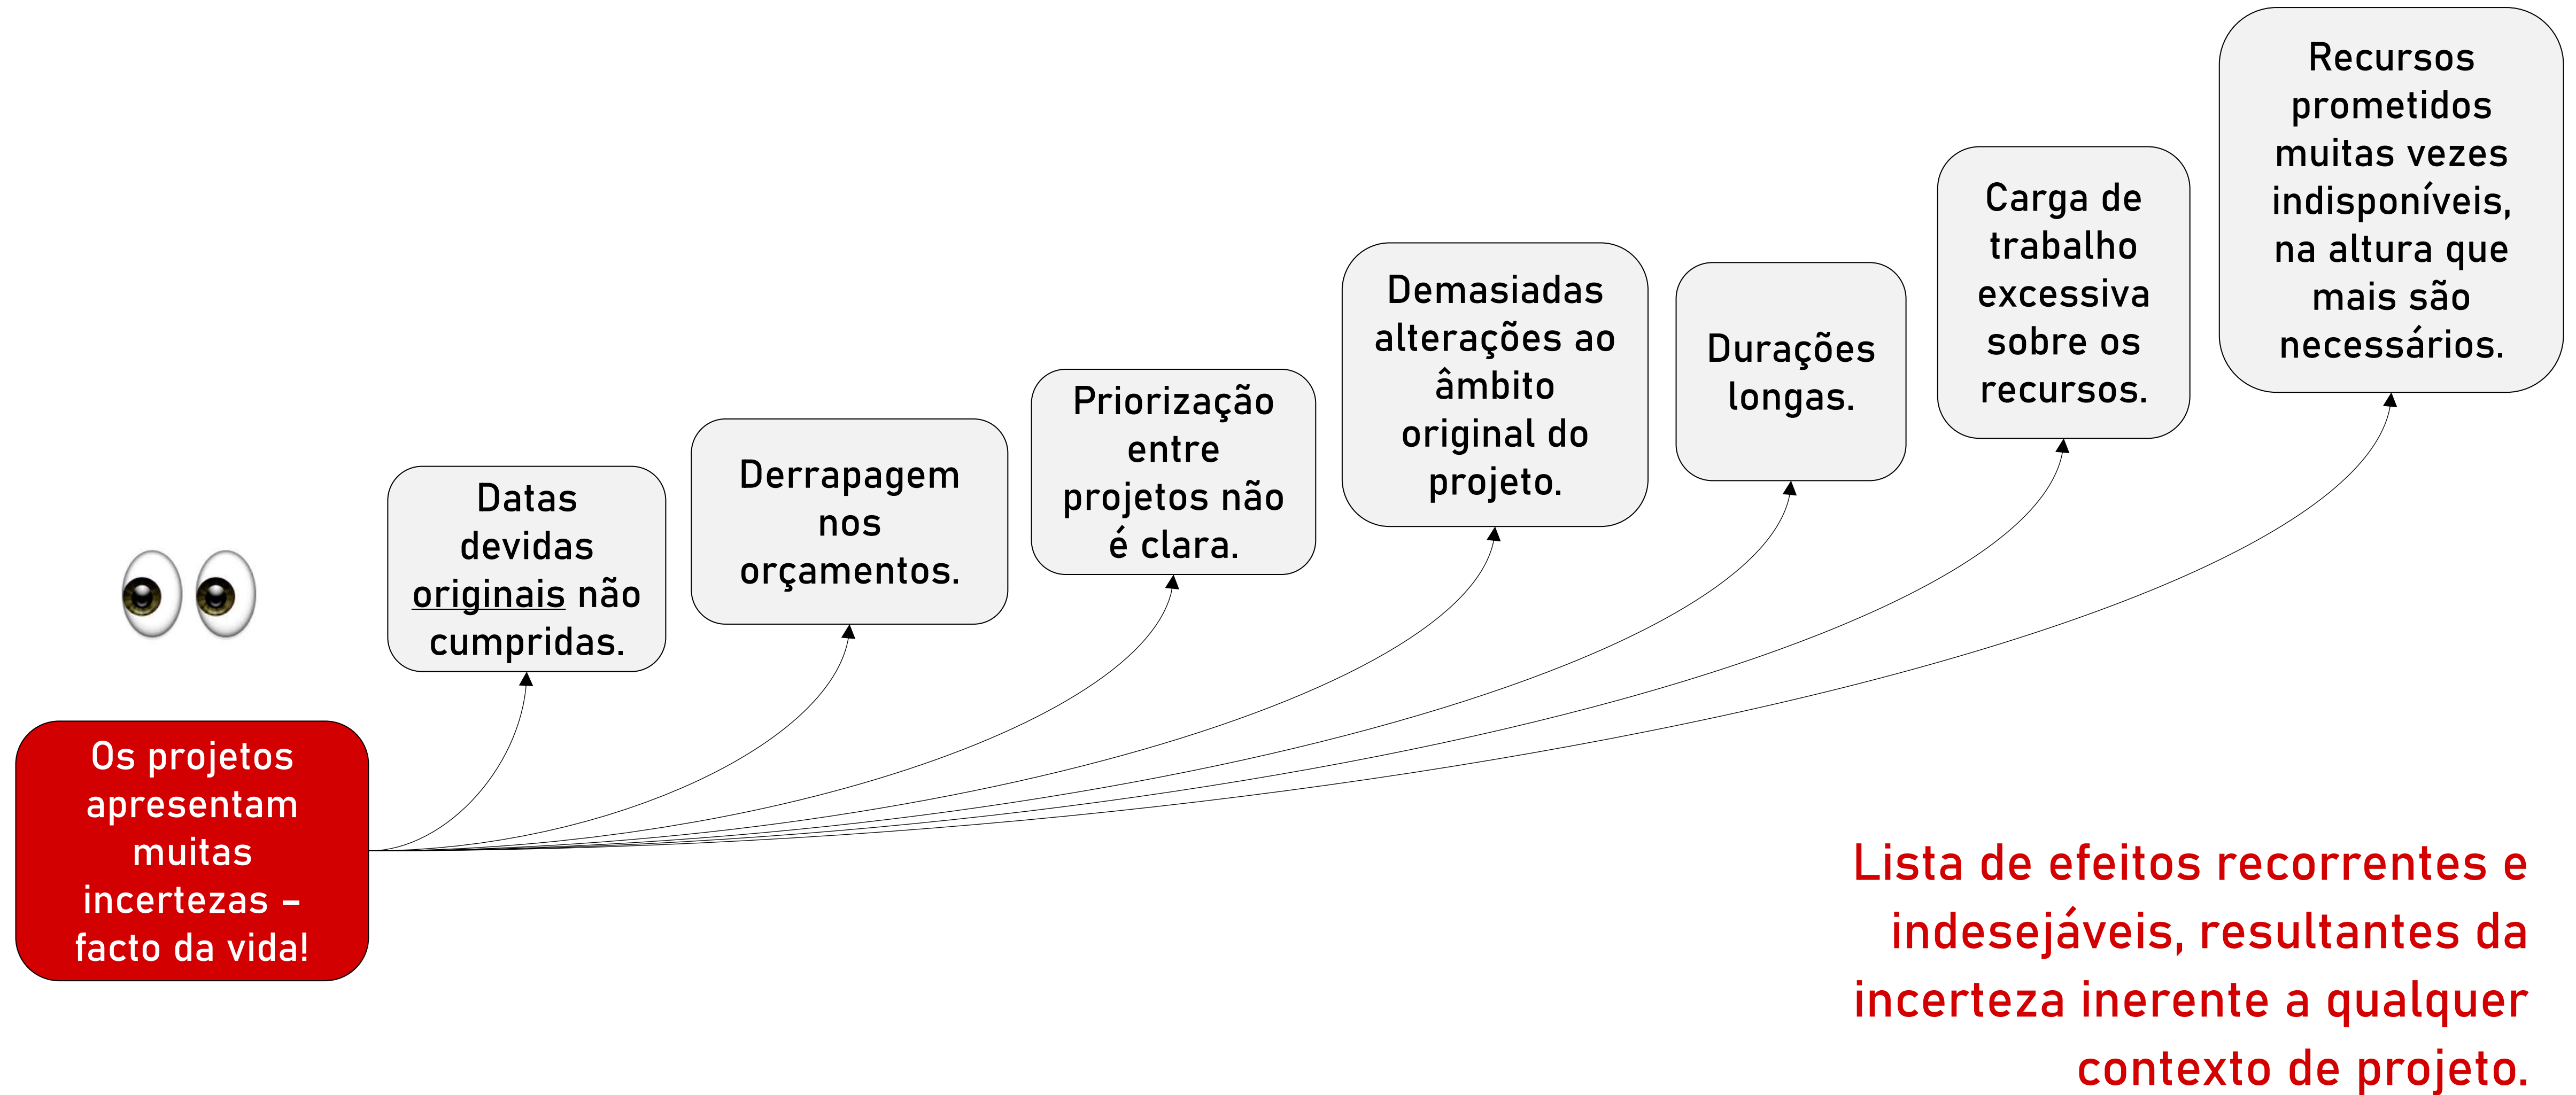 Os projetos
apresentam
muitas
incertezas –
facto da vida!
Datas
devidas
originais não
cumpridas.
Derrapagem
nos
orçamentos.
Priorização
entre
projetos não
é clara.
Demasiadas
alterações ao
âmbito
original do
projeto.
Durações
longas.
Carga de
trabalho
excessiva
sobre os
recursos.
Recursos
prometidos
muitas vezes
indisponíveis,
na altura que
mais são
necessários.
Lista de efeitos recorrentes e
indesejáveis, resultantes da
incerteza inerente a qualquer
contexto de projeto.